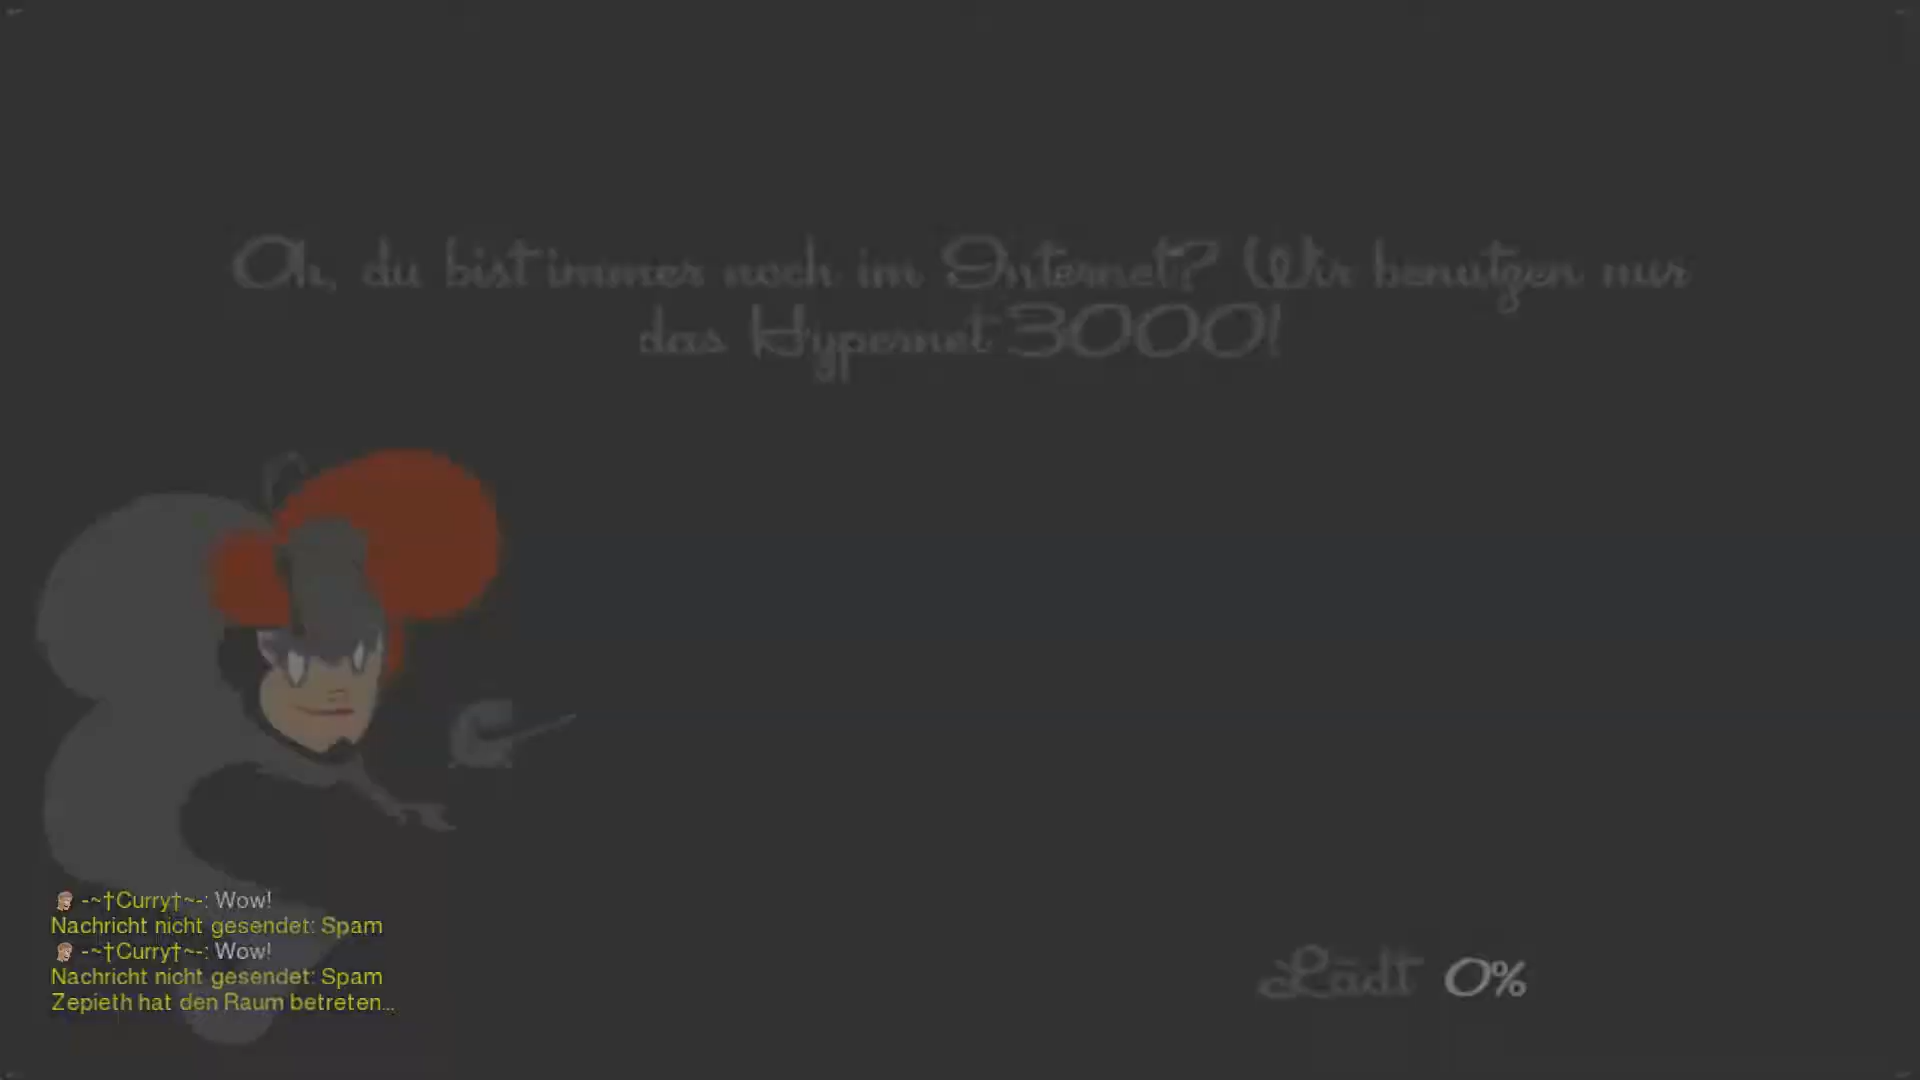 Oh, du bist immer noch im Internet? Wir benutzen nur
das Hypernet 3000!
-~†Curry†~-: Wow!
Nachricht nicht gesendet: Spam
-~†Curry†~-: Wow!
Nachricht nicht gesendet: Spam
Zepieth hat den Raum betreten...
Lädt 0%